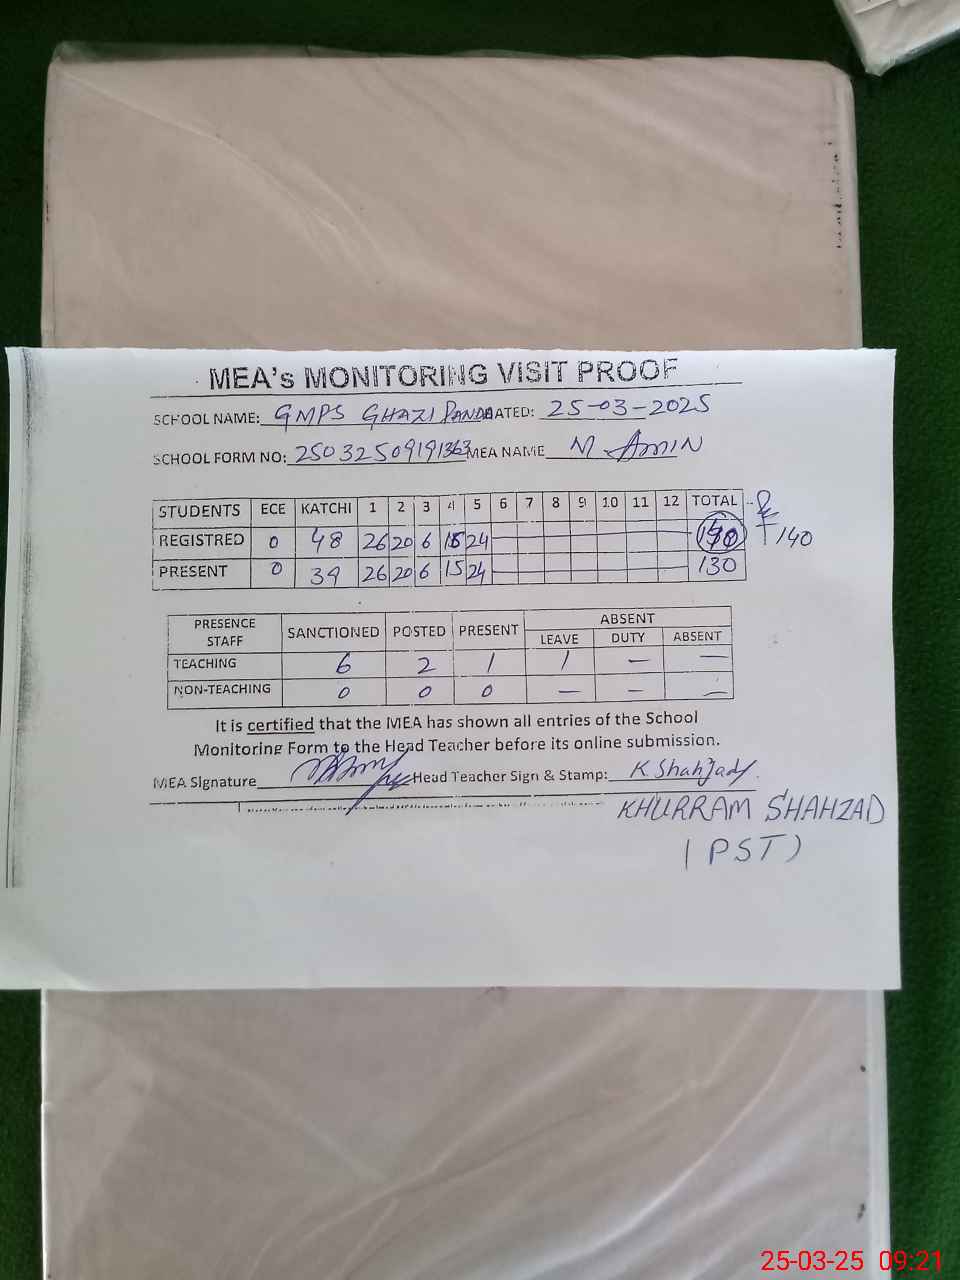 MEA's MONITORING VISIT PROOF
SCHOOL NAME: GMPS GHAZI PANDA DATED: 25-03-2025
SCHOOL FORM NO: 25032509191363 MEA NAME M Amin
STUDENTS ECE KATCHI 1 2 3 4 5 6 7 8 9 10 11 12 TOTAL
REGISTRED 0 48 26 20 6 15 24 140
PRESENT 0 39 26 20 6 15 24 130
PRESENCE STAFF SANCTIONED POSTED PRESENT ABSENT
LEAVE DUTY ABSENT
TEACHING 6 2 1 1 — —
NON-TEACHING 0 0 0 — — —
It is certified that the MEA has shown all entries of the School
Monitoring Form to the Head Teacher before its online submission.
MEA Signature Head Teacher Sign & Stamp: K.Shahzad
KHURRAM SHAHZAD
(PST)
25-03-25 09:21